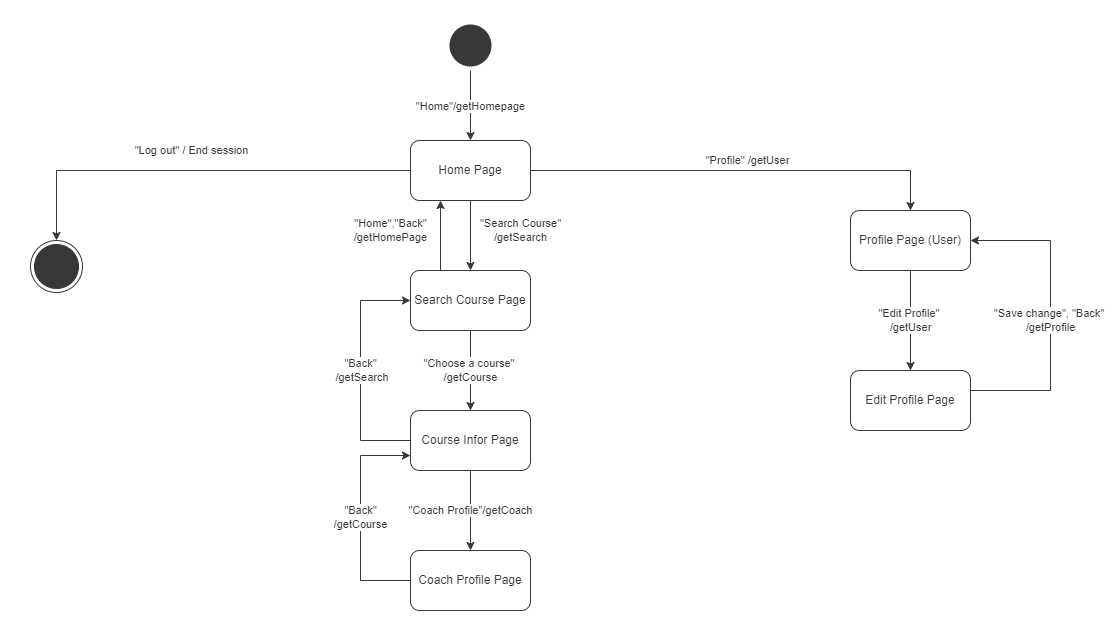 "Home"/getHomepage
"Log out" / End session
Home Page
"Profile" /getUser
"Home","Back"
/getHomePage
"Search Course"
/getSearch
Profile Page (User)
Search Course Page
"Edit Profile"
/getUser
"Save change", "Back"
/getProfile
"Back"
/getSearch
"Choose a course"
/getCourse
Edit Profile Page
Course Infor Page
"Back"
/getCourse
"Coach Profile"/getCoach
Coach Profile Page